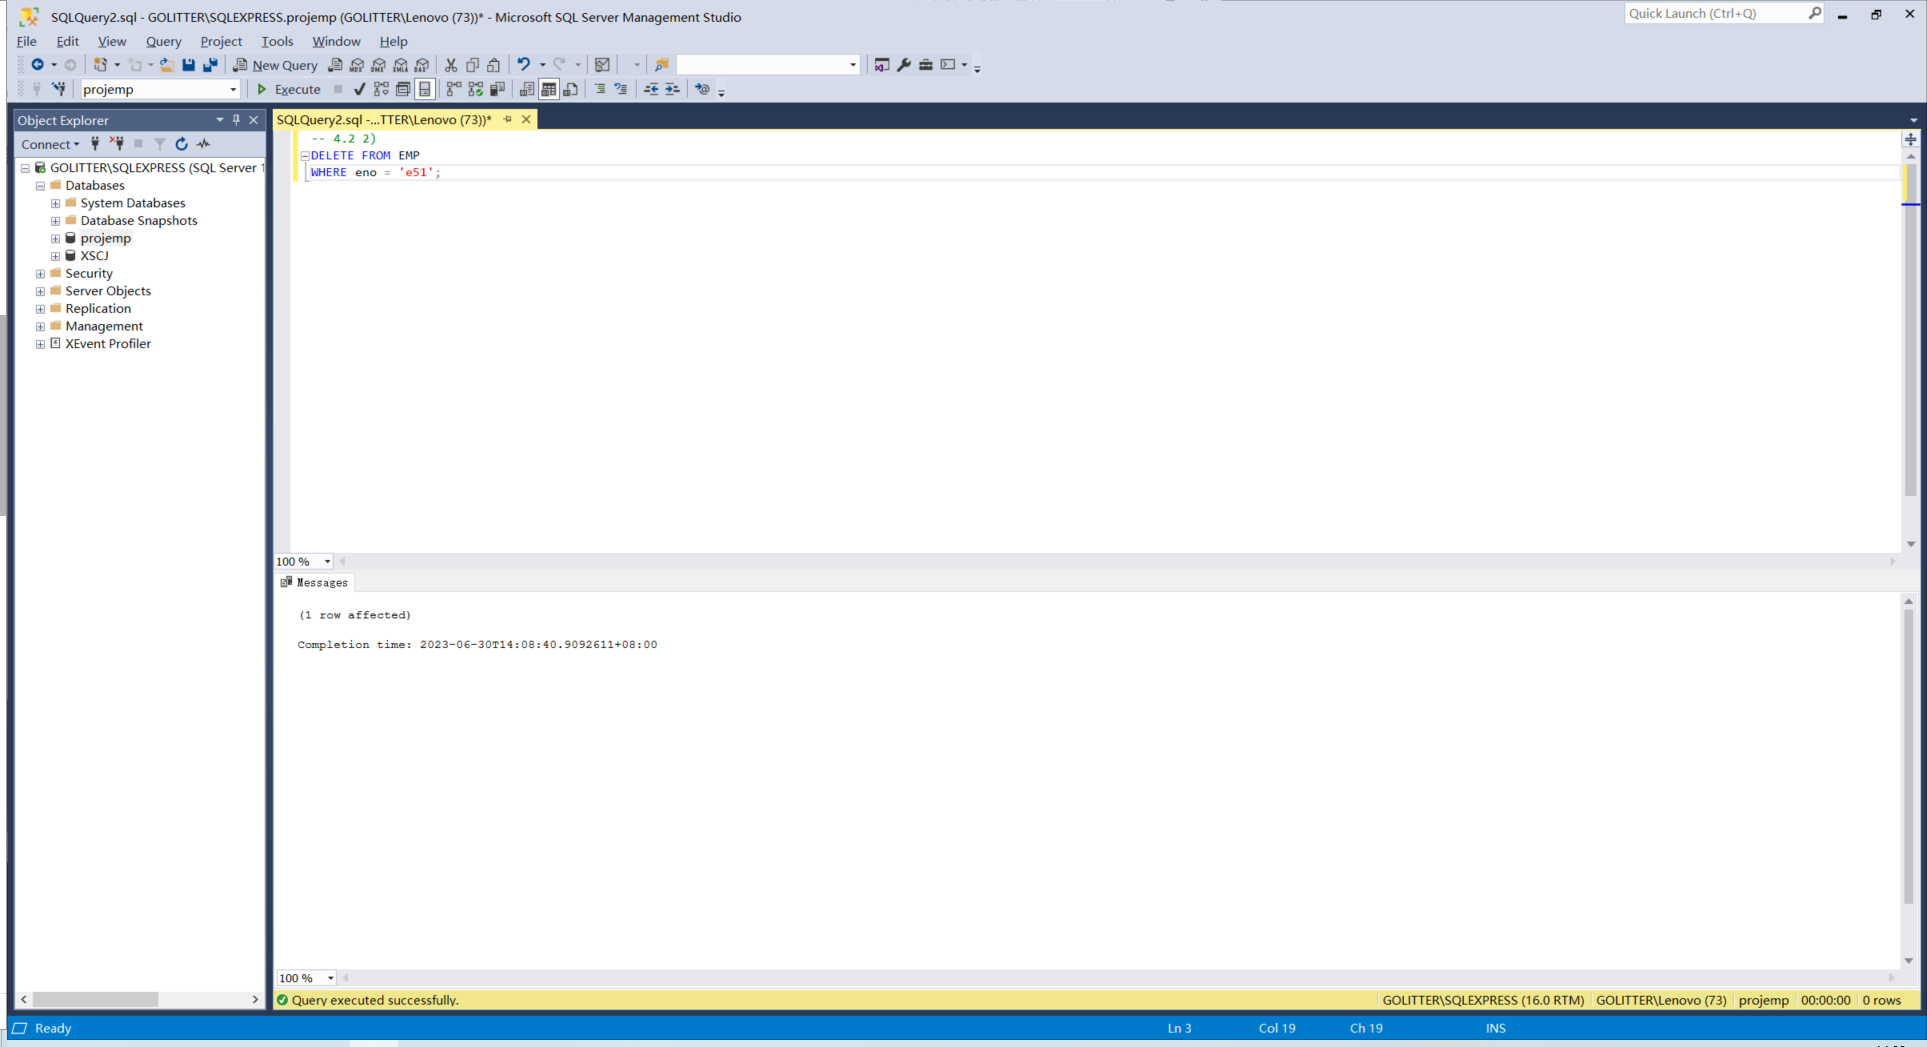 SQLQuery2.sql - GOLITTER\SQLEXPRESS.projemp (GOLITTER\Lenovo (73))* - Microsoft SQL Server Management Studio
Quick Launch (Ctrl+Q)
File Edit View Query Project Tools Window Help
New Query
projemp
Execute
Object Explorer
Connect
GOLITTER\SQLEXPRESS (SQL Server 1
Databases
System Databases
Database Snapshots
projemp
XSCJ
Security
Server Objects
Replication
Management
XEvent Profiler
SQLQuery2.sql -...TTER\Lenovo (73))*
-- 4.2 2)
DELETE FROM EMP
WHERE eno = 'e51';
100 %
Messages
(1 row affected)
Completion time: 2023-06-30T14:08:40.9092611+08:00
100 %
Query executed successfully.
GOLITTER\SQLEXPRESS (16.0 RTM) GOLITTER\Lenovo (73) projemp 00:00:00 0 rows
Ready
Ln 3 Col 19 Ch 19 INS